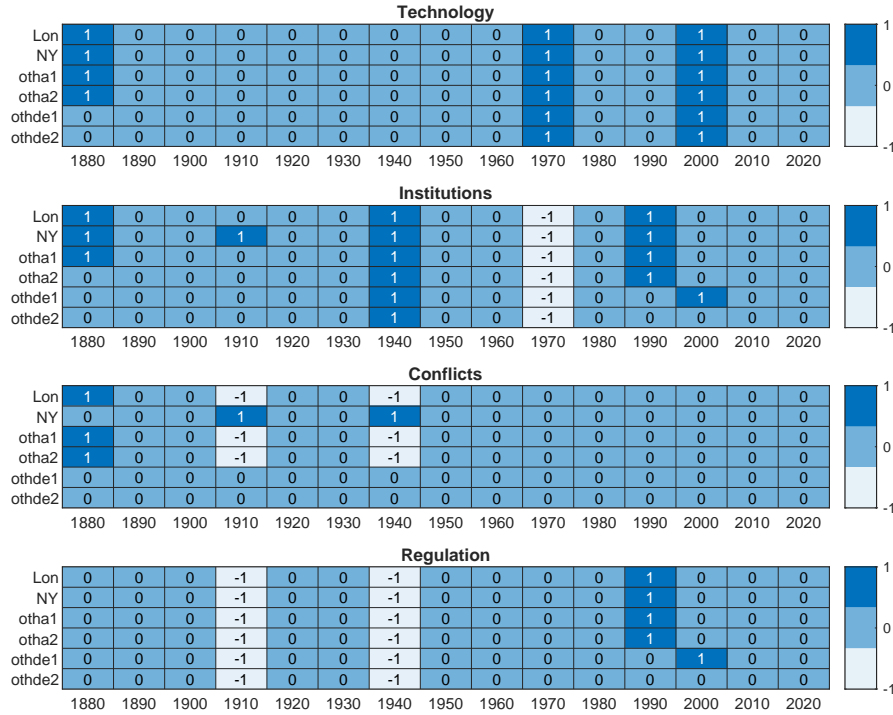 Technology
Lon 1 0 0 0 0 0 0 0 0 1 0 0 1 0 0
NY 1 0 0 0 0 0 0 0 0 1 0 0 1 0 0
otha1 1 0 0 0 0 0 0 0 0 1 0 0 1 0 0
otha2 1 0 0 0 0 0 0 0 0 1 0 0 1 0 0
othde1 0 0 0 0 0 0 0 0 0 1 0 0 1 0 0
othde2 0 0 0 0 0 0 0 0 0 1 0 0 1 0 0
1880 1890 1900 1910 1920 1930 1940 1950 1960 1970 1980 1990 2000 2010 2020
1
0
-1
Institutions
Lon 1 0 0 0 0 0 1 0 0 -1 0 1 0 0 0
NY 1 0 0 1 0 0 1 0 0 -1 0 1 0 0 0
otha1 1 0 0 0 0 0 1 0 0 -1 0 1 0 0 0
otha2 0 0 0 0 0 0 1 0 0 -1 0 1 0 0 0
othde1 0 0 0 0 0 0 1 0 0 -1 0 0 1 0 0
othde2 0 0 0 0 0 0 1 0 0 -1 0 0 0 0 0
1880 1890 1900 1910 1920 1930 1940 1950 1960 1970 1980 1990 2000 2010 2020
1
0
-1
Conflicts
Lon 1 0 0 -1 0 0 -1 0 0 0 0 0 0 0 0
NY 0 0 0 1 0 0 1 0 0 0 0 0 0 0 0
otha1 1 0 0 -1 0 0 -1 0 0 0 0 0 0 0 0
otha2 1 0 0 -1 0 0 -1 0 0 0 0 0 0 0 0
othde1 0 0 0 0 0 0 0 0 0 0 0 0 0 0 0
othde2 0 0 0 0 0 0 0 0 0 0 0 0 0 0 0
1880 1890 1900 1910 1920 1930 1940 1950 1960 1970 1980 1990 2000 2010 2020
1
0
-1
Regulation
Lon 0 0 0 -1 0 0 -1 0 0 0 0 1 0 0 0
NY 0 0 0 -1 0 0 -1 0 0 0 0 1 0 0 0
otha1 0 0 0 -1 0 0 -1 0 0 0 0 1 0 0 0
otha2 0 0 0 -1 0 0 -1 0 0 0 0 1 0 0 0
othde1 0 0 0 -1 0 0 -1 0 0 0 0 0 1 0 0
othde2 0 0 0 -1 0 0 -1 0 0 0 0 0 0 0 0
1880 1890 1900 1910 1920 1930 1940 1950 1960 1970 1980 1990 2000 2010 2020
1
0
-1